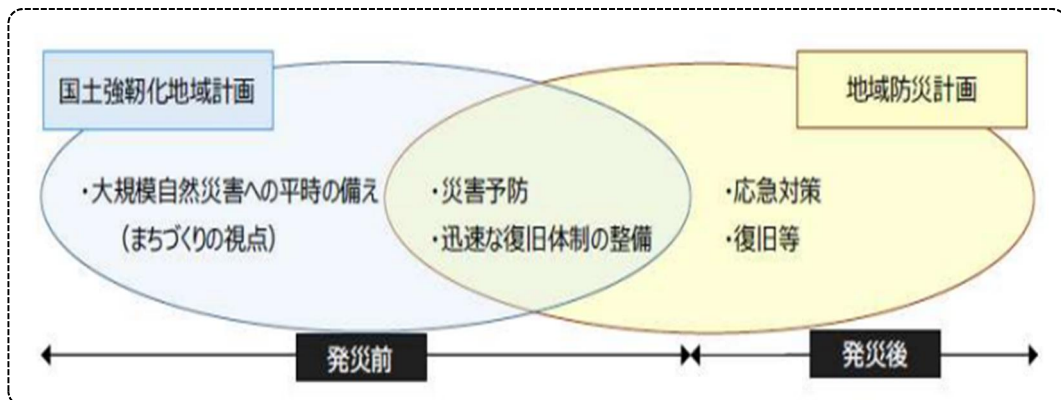 国土強靭化地域計画
地域防災計画
・大規模自然災害への平時の備え
（まちづくりの視点）
・災害予防
・迅速な復旧体制の整備
・応急対策
・復旧等
発災前
発災後